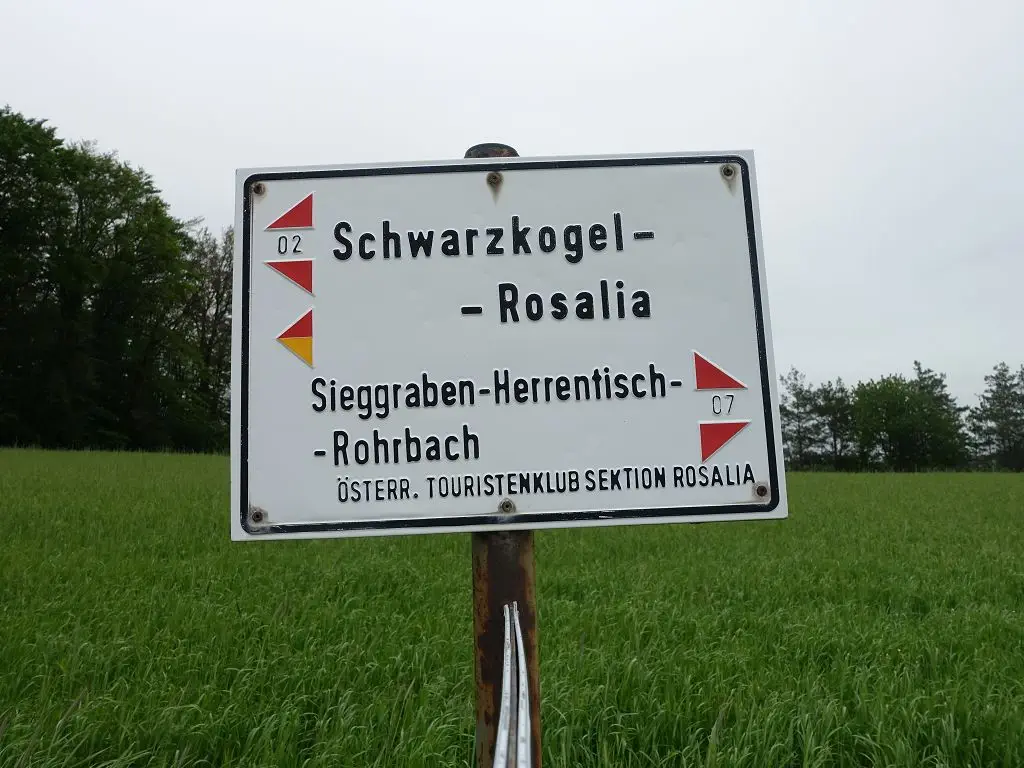 02
Schwarzkogel-
- Rosalia
Sieggraben-Herrentisch-
07
-Rohrbach
ÖSTERR. TOURISTENKLUB SEKTION ROSALIA